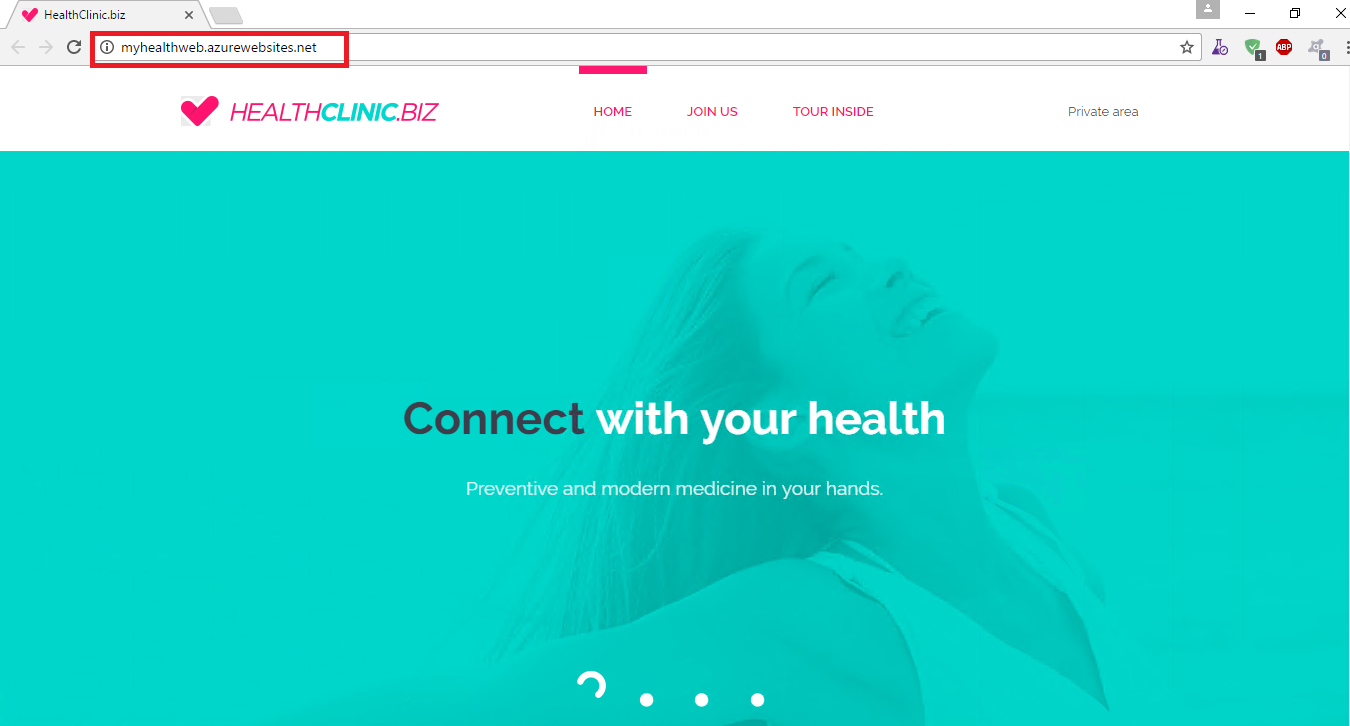 HealthClinic.biz
myhealthweb.azurewebsites.net
1
ABP
0
HEALTHCLINIC.BIZ
HOME
JOIN US
TOUR INSIDE
Private area
Connect with your health
Preventive and modern medicine in your hands.